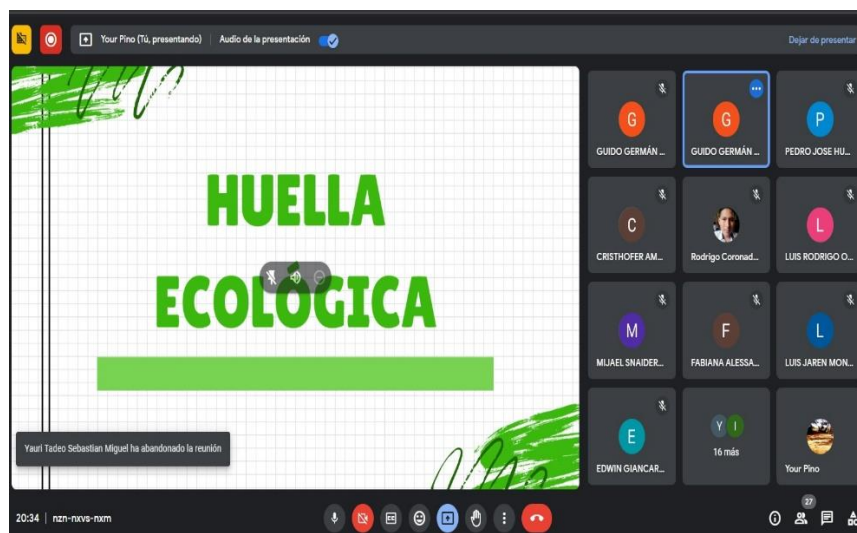 Your Pino (Tú, presentando)
Audio de la presentación
Dejar de presentar
HUELLA
ECOLÓGICA
Yauri Tadeo Sebastian Miguel ha abandonado la reunión
G
GUIDO GERMÁN ...
G
GUIDO GERMÁN ...
P
PEDRO JOSE HU...
C
CRISTHOFER AM...
Rodrigo Coronad...
L
LUIS RODRIGO O...
M
MIJAEL SNAIDER...
F
FABIANA ALESSA...
L
LUIS JAREN MON...
E
EDWIN GIANCAR...
Y I
16 más
Your Pino
20:34 | nzn-nxvs-nxm
27